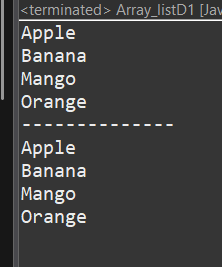 <terminated> Array_listD1 [Jav
Apple
Banana
Mango
Orange
--------------
Apple
Banana
Mango
Orange